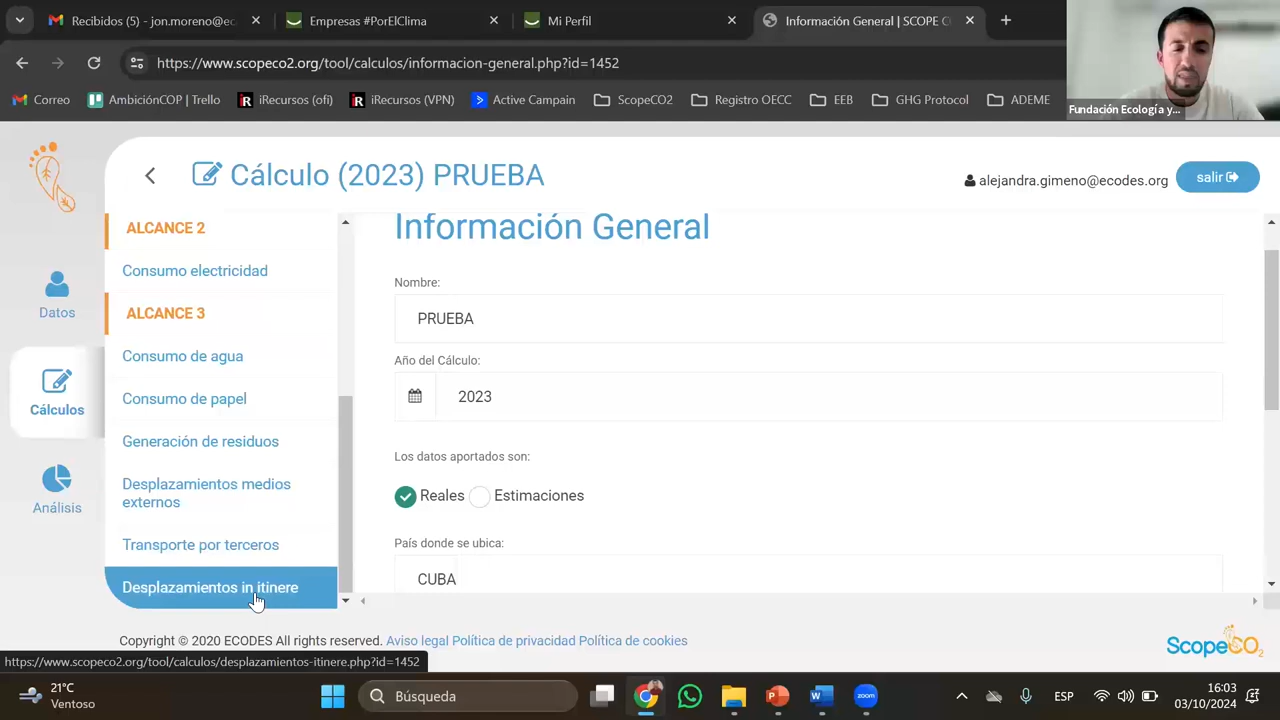 Recibidos (5) - jon.moreno@ec
Empresas #PorElClima
Mi Perfil
Información General | SCOPE C
https://www.scopeco2.org/tool/calculos/informacion-general.php?id=1452
Correo
AmbiciónCOP | Trello
iRecursos (ofi)
iRecursos (VPN)
Active Campain
ScopeCO2
Registro OECC
EEB
GHG Protocol
ADEME
Fundación Ecología y...
Cálculo (2023) PRUEBA
alejandra.gimeno@ecodes.org
salir
Datos
Cálculos
Análisis
ALCANCE 2
Consumo electricidad
ALCANCE 3
Consumo de agua
Consumo de papel
Generación de residuos
Desplazamientos medios
externos
Transporte por terceros
Desplazamientos in itinere
Información General
Nombre:
PRUEBA
Año del Cálculo:
2023
Los datos aportados son:
Reales
Estimaciones
País donde se ubica:
CUBA
Copyright © 2020 ECODES All rights reserved. Aviso legal Política de privacidad Política de cookies
ScopeCO2
https://www.scopeco2.org/tool/calculos/desplazamientos-itinere.php?id=1452
21°C
Ventoso
Búsqueda
zoom
ESP
16:03
03/10/2024